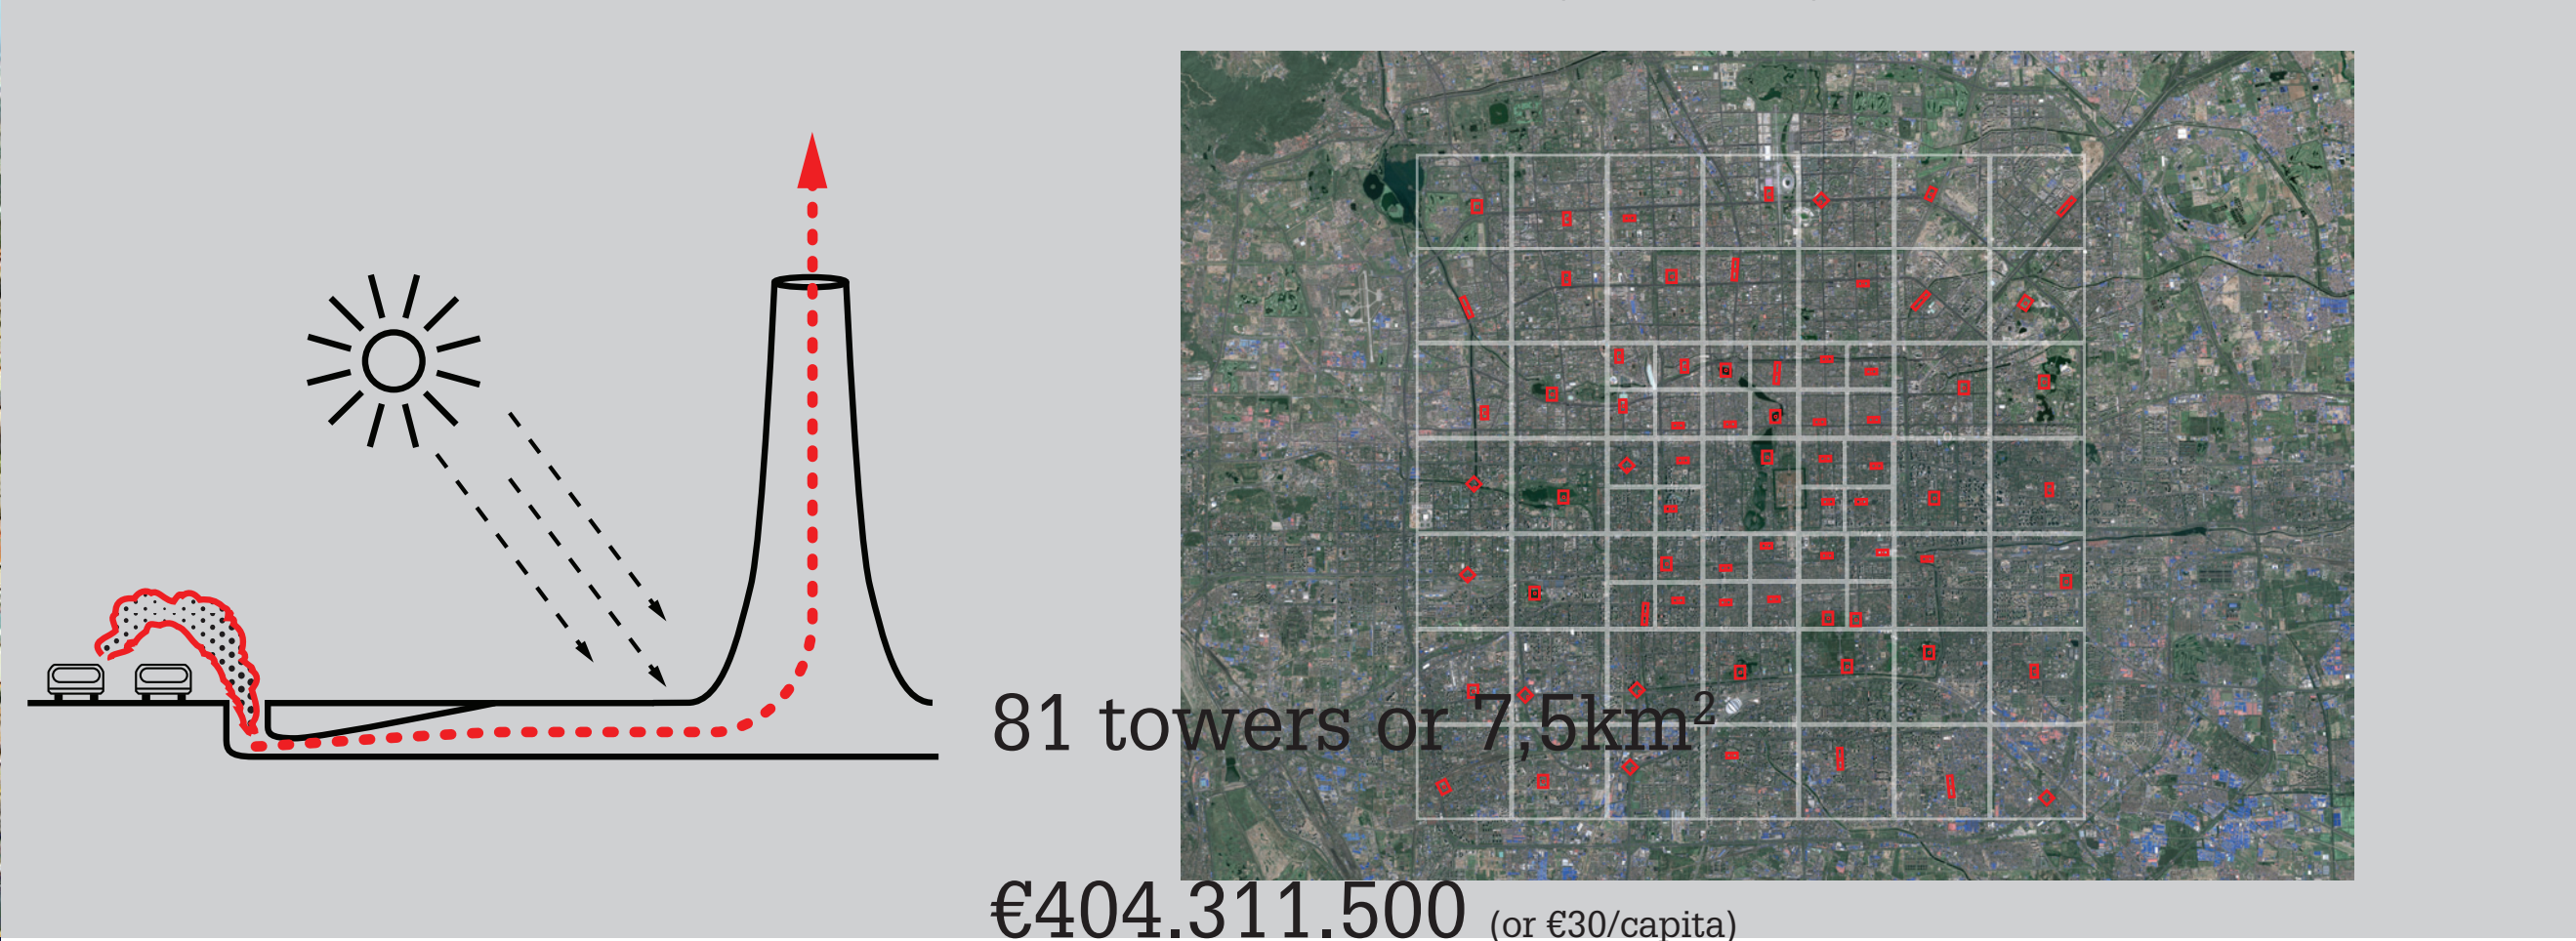 81 towers or 7,5km²
€404.311.500 (or €30/capita)